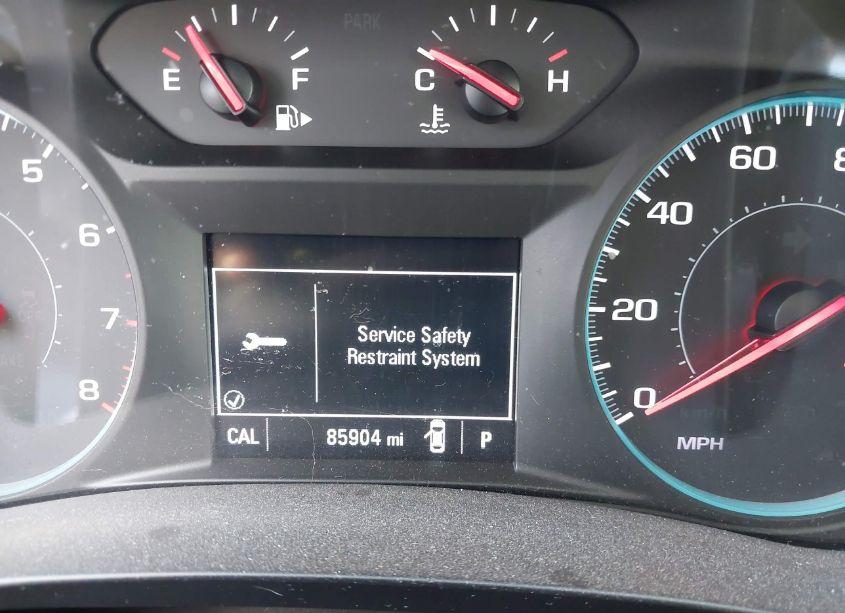 PARK
E F
C H
5
6
7
8
60
40
20
0
MPH
Service Safety
Restraint System
CAL 85904 mi P